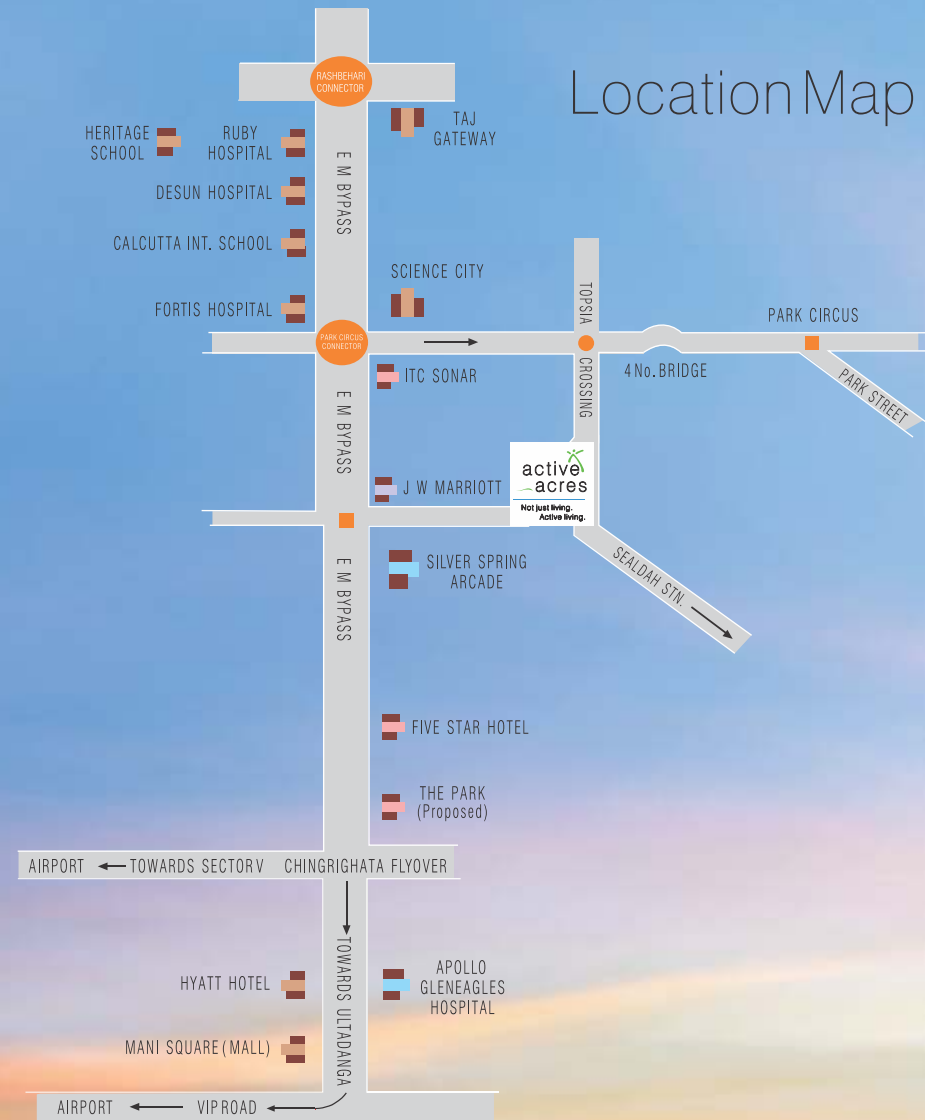 Location Map
RASHBEHARI
CONNECTOR
TAJ
GATEWAY
HERITAGE
SCHOOL
RUBY
HOSPITAL
E M BYPASS
DESUN HOSPITAL
CALCUTTA INT. SCHOOL
SCIENCE CITY
FORTIS HOSPITAL
TOPSIA
CROSSING
PARK CIRCUS
PARK CIRCUS
CONNECTOR
4 No. BRIDGE
PARK STREET
ITC SONAR
E M BYPASS
active
acres
Not just living.
Active living.
J W MARRIOTT
E M BYPASS
SILVER SPRING
ARCADE
SEALDAH STN.
FIVE STAR HOTEL
THE PARK
(Proposed)
AIRPORT
TOWARDS SECTOR V
CHINGRIGHATA FLYOVER
TOWARDS ULTADANGA
HYATT HOTEL
APOLLO
GLENEAGLES
HOSPITAL
MANI SQUARE (MALL)
AIRPORT
VIP ROAD